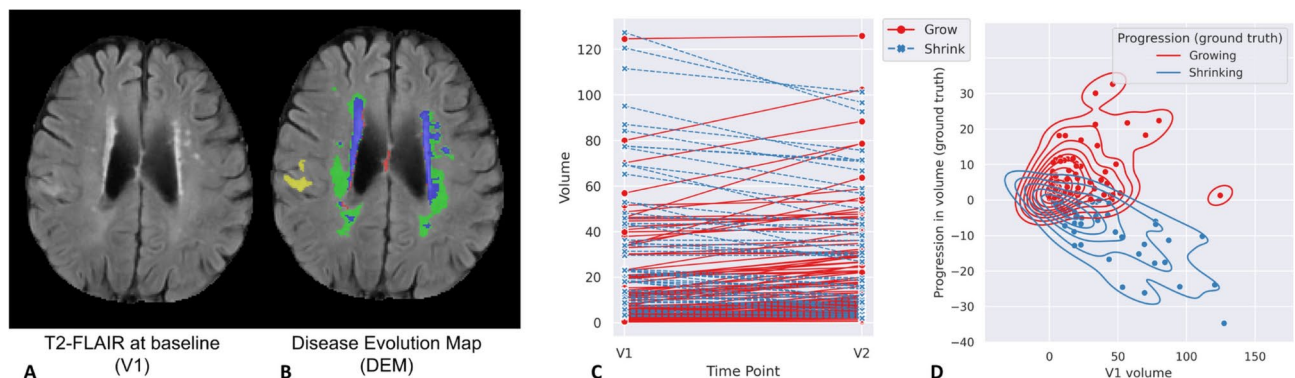 T2-FLAIR at baseline
(V1)
A
Disease Evolution Map
(DEM)
B
120
100
80
60
40
20
0
Volume
V1
V2
Time Point
Grow
Shrink
C
Progression (ground truth)
Growing
Shrinking
30
20
10
0
−10
−20
−30
−40
Progression in volume (ground truth)
0
50
100
150
V1 volume
D